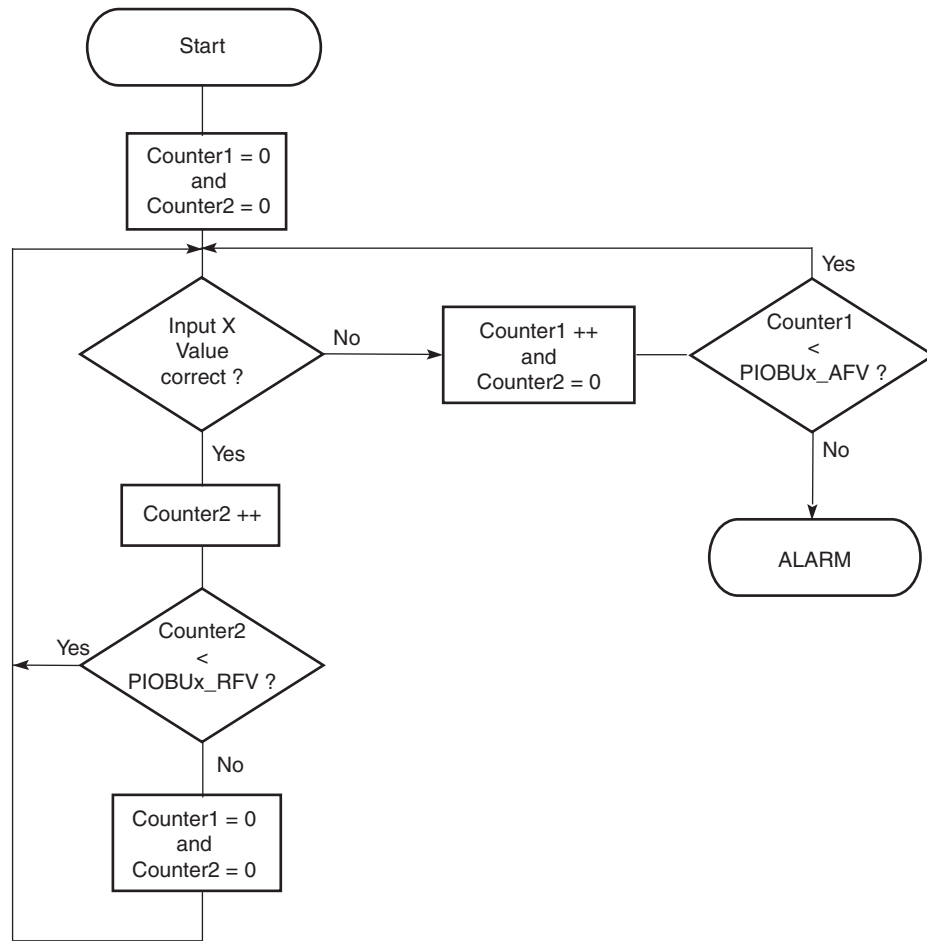 Start
Counter1 = 0
and
Counter2 = 0
Yes
Input X
Value
correct ?
No
Counter1 ++
and
Counter2 = 0
Counter1
<
PIOBUx_AFV ?
Yes
No
Counter2 ++
ALARM
Counter2
<
PIOBUx_RFV ?
Yes
No
Counter1 = 0
and
Counter2 = 0